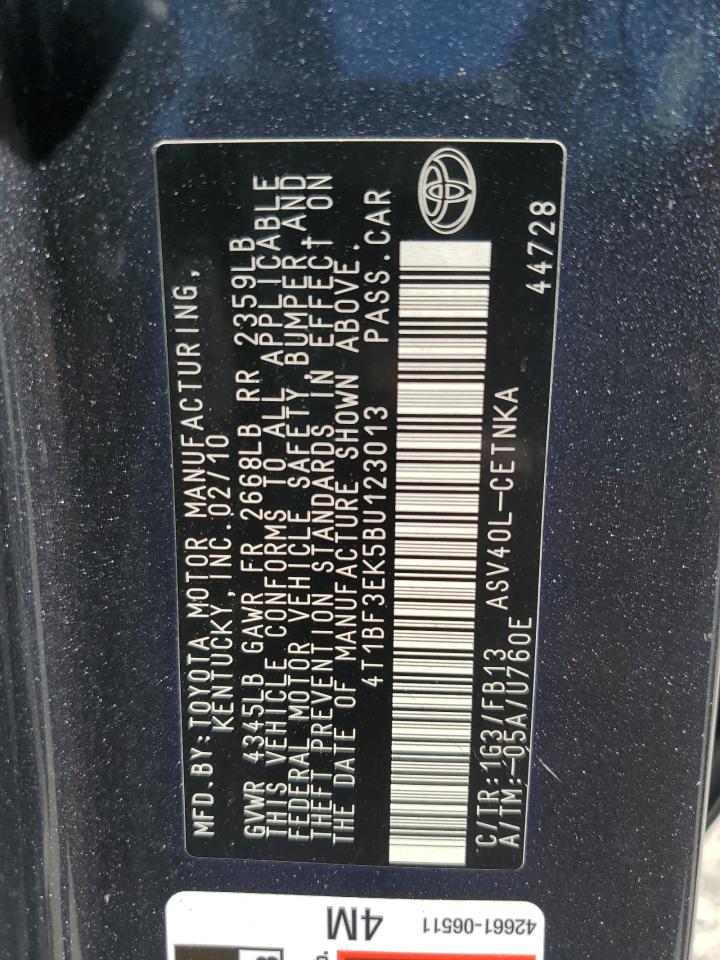 MFD. BY: TOYOTA MOTOR MANUFACTURING,
KENTUCKY, INC. 02/10
GVWR 4345LB GAWR FR 2668LB RR 2359LB
THIS VEHICLE CONFORMS TO ALL APPLICABLE
FEDERAL MOTOR VEHICLE SAFETY, BUMPER, AND
THEFT PREVENTION STANDARDS IN EFFECT ON
THE DATE OF MANUFACTURE SHOWN ABOVE.
4T1BF3EK5BU123013 PASS. CAR
C/TR: 1G3/FB13 ASV40L-CETNKA
A/TM: -05A/U760E 44728
42661-06511
4M